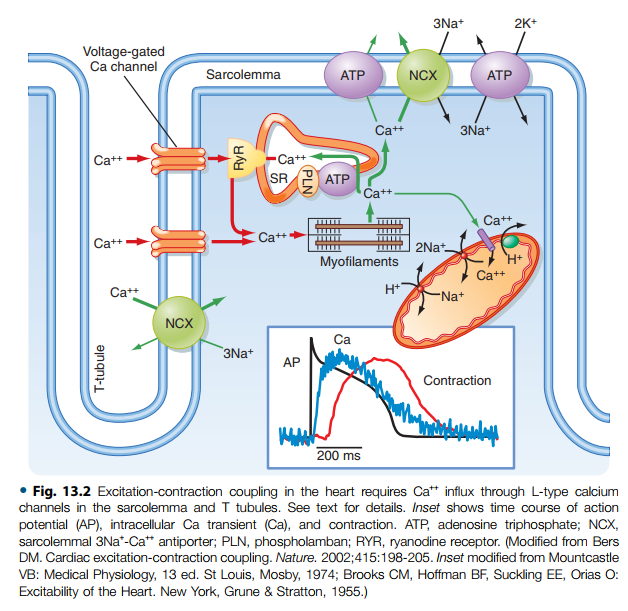 3Na⁺
2K⁺
Voltage-gated
Ca channel
Sarcolemma
ATP
NCX
ATP
Ca⁺⁺
3Na⁺
Ca⁺⁺
RyR
Ca⁺⁺
SR
PLN
ATP
Ca⁺⁺
Ca⁺⁺
Ca⁺⁺
Ca⁺⁺
Myofilaments
2Na⁺
H⁺
Ca⁺⁺
Ca⁺⁺
H⁺
Na⁺
NCX
3Na⁺
T-tubule
AP
Ca
Contraction
200 ms
• Fig. 13.2 Excitation-contraction coupling in the heart requires Ca⁺⁺ influx through L-type calcium
channels in the sarcolemma and T tubules. See text for details. Inset shows time course of action
potential (AP), intracellular Ca transient (Ca), and contraction. ATP, adenosine triphosphate; NCX,
sarcolemmal 3Na⁺-Ca⁺⁺ antiporter; PLN, phospholamban; RYR, ryanodine receptor. (Modified from Bers
DM. Cardiac excitation-contraction coupling. Nature. 2002;415:198-205. Inset modified from Mountcastle
VB: Medical Physiology, 13 ed. St Louis, Mosby, 1974; Brooks CM, Hoffman BF, Suckling EE, Orias O:
Excitability of the Heart. New York, Grune & Stratton, 1955.)